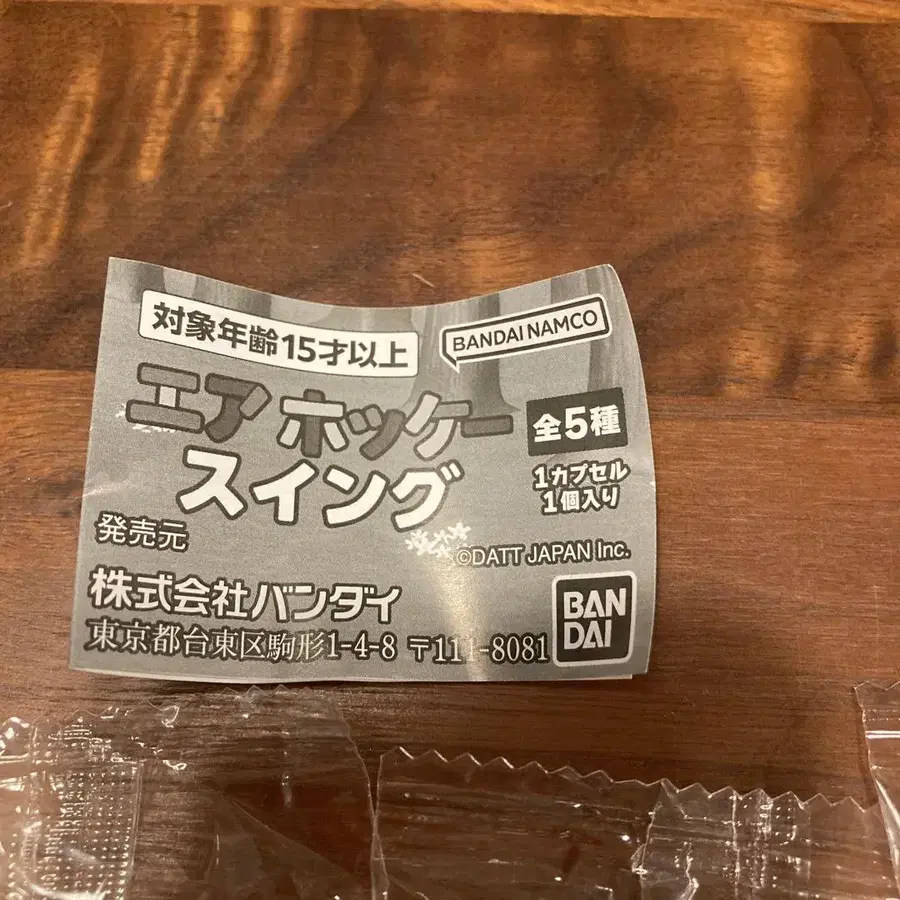 対象年齢15才以上
BANDAI NAMCO
エアホッケー
スイング
全5種
1カプセル
1個入り
発売元
©DATT JAPAN Inc.
株式会社バンダイ
東京都台東区駒形1-4-8 〒111-8081
BAN
DAI